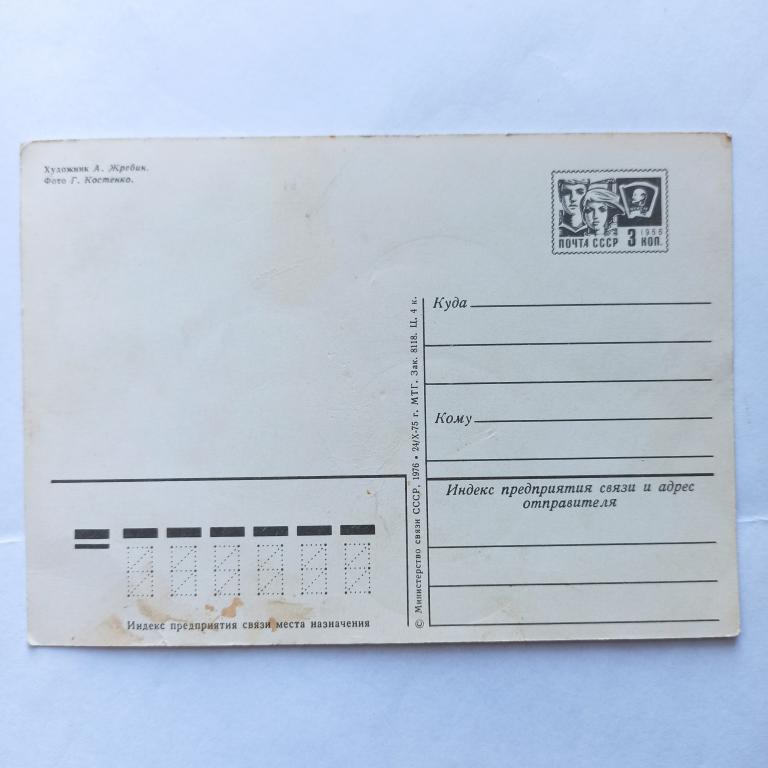 Художник А. Жребин.
Фото Г. Костенко.
ПОЧТА СССР 3 1966 КОП.
Куда
Кому
Индекс предприятия связи и адрес
отправителя
© Министерство связи СССР, 1976 • 24/X-75 г. МТГ. Зак. 8118. Ц. 4 к.
Индекс предприятия связи места назначения